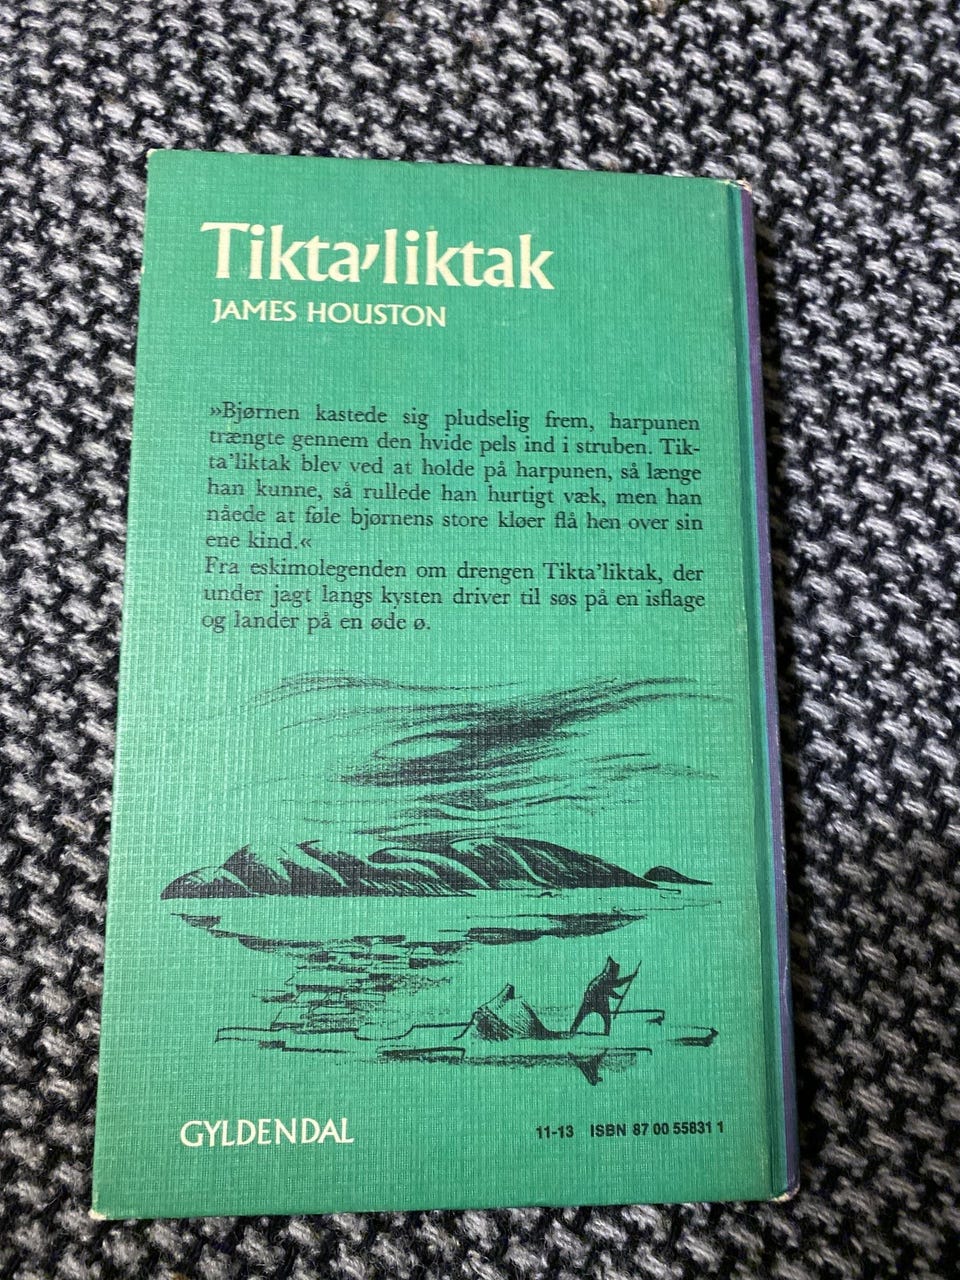 Tikta'liktak
JAMES HOUSTON
»Bjørnen kastede sig pludselig frem, harpunen
trængte gennem den hvide pels ind i struben. Tik-
ta'liktak blev ved at holde på harpunen, så længe
han kunne, så rullede han hurtigt væk, men han
nåede at føle bjørnens store kløer flå hen over sin
ene kind.«
Fra eskimolegenden om drengen Tikta'liktak, der
under jagt langs kysten driver til søs på en isflage
og lander på en øde ø.
GYLDENDAL
11-13 ISBN 87 00 55831 1